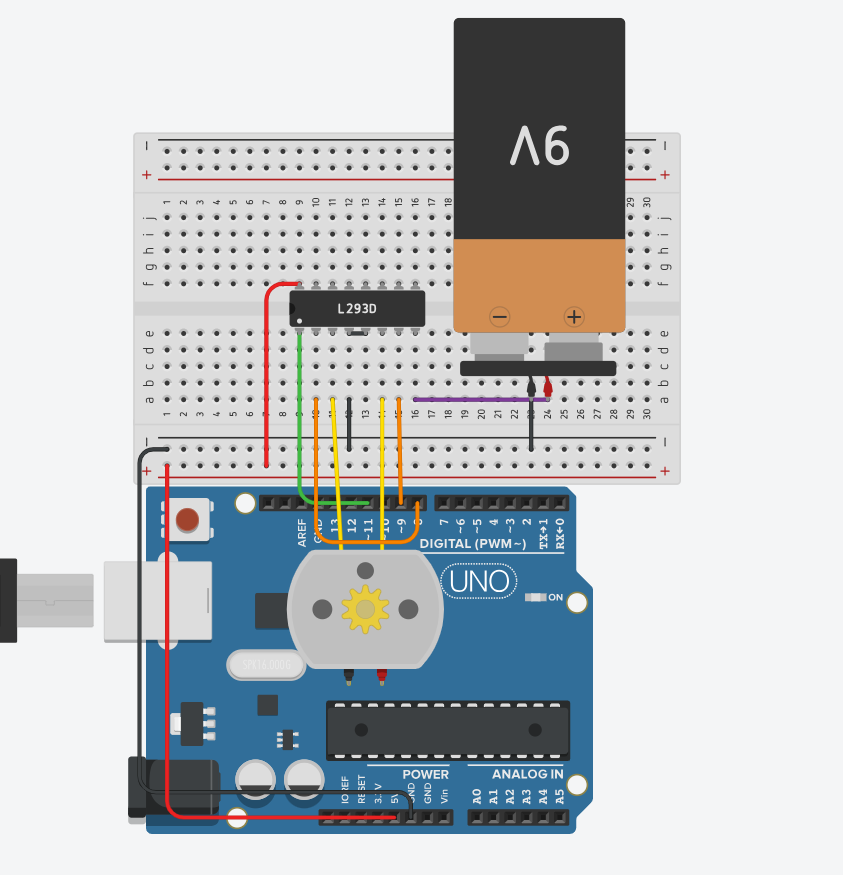 9V
− −
+ +
1 2 3 4 5 6 7 8 9 10 11 12 13 14 15 16 17 18 29 30
j j
i i
h h
g g
f f
L293D
− +
e e
d d
c c
b b
a a
1 2 3 4 5 6 7 8 9 10 11 12 13 14 15 16 17 18 19 20 21 22 23 24 25 26 27 28 29 30
− −
+ +
AREF GND 13 12 ~11 ~10 ~9 8 7 ~6 ~5 4 ~3 2 TX→1 RX←0
DIGITAL (PWM~)
UNO
ON
POWER ANALOG IN
IOREF RESET 3.3V 5V GND GND Vin A0 A1 A2 A3 A4 A5